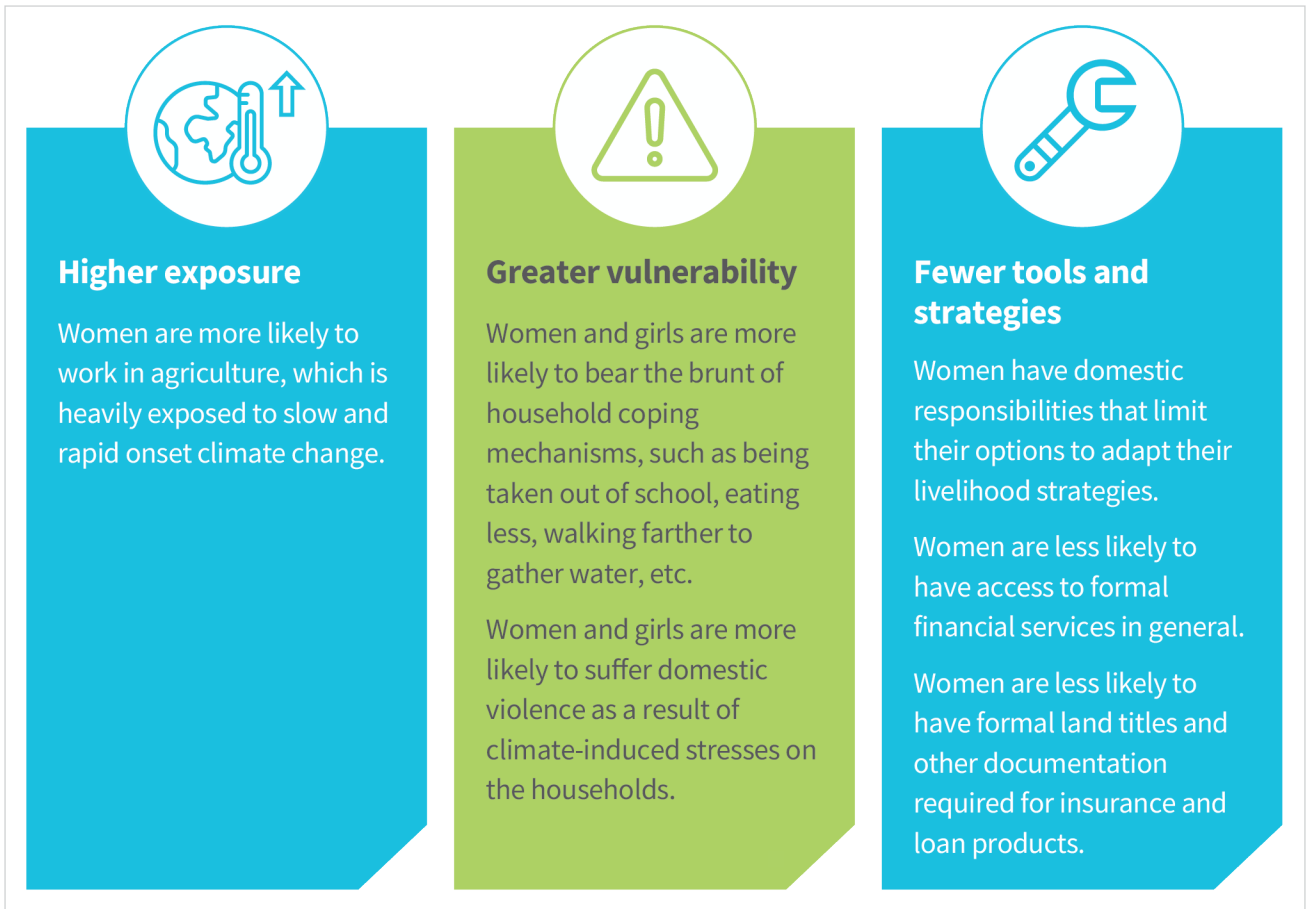 Higher exposure
Women are more likely to
work in agriculture, which is
heavily exposed to slow and
rapid onset climate change.
Greater vulnerability
Women and girls are more
likely to bear the brunt of
household coping
mechanisms, such as being
taken out of school, eating
less, walking farther to
gather water, etc.
Women and girls are more
likely to suffer domestic
violence as a result of
climate-induced stresses on
the households.
Fewer tools and
strategies
Women have domestic
responsibilities that limit
their options to adapt their
livelihood strategies.
Women are less likely to
have access to formal
financial services in general.
Women are less likely to
have formal land titles and
other documentation
required for insurance and
loan products.